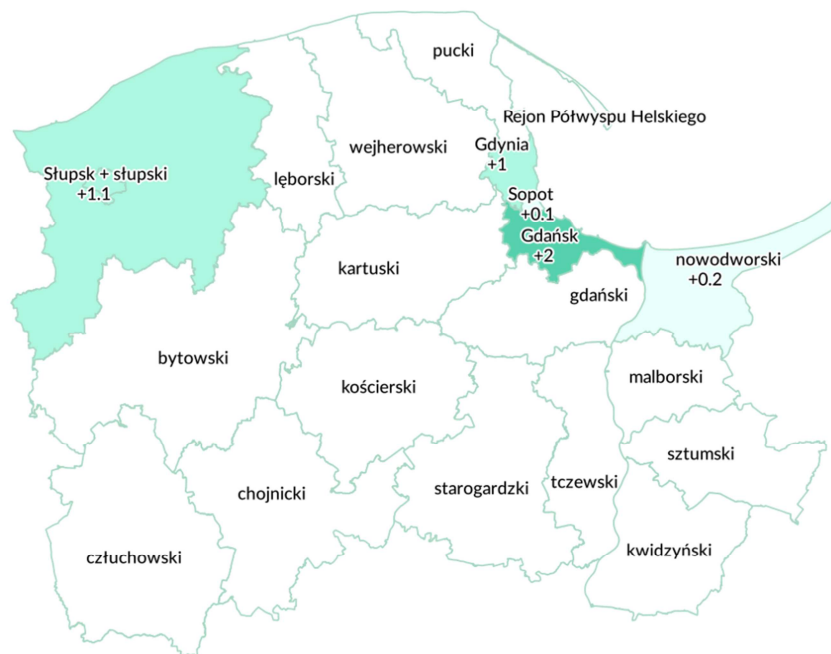 pucki
Rejon Półwyspu Helskiego
Gdynia
+1
wejherowski
Słupsk + słupski
+1.1
lęborski
Sopot
+0.1
Gdańsk
+2
nowodworski
+0.2
kartuski
gdański
bytowski
kościerski
malborski
sztumski
chojnicki
starogardzki
tczewski
człuchowski
kwidzyński